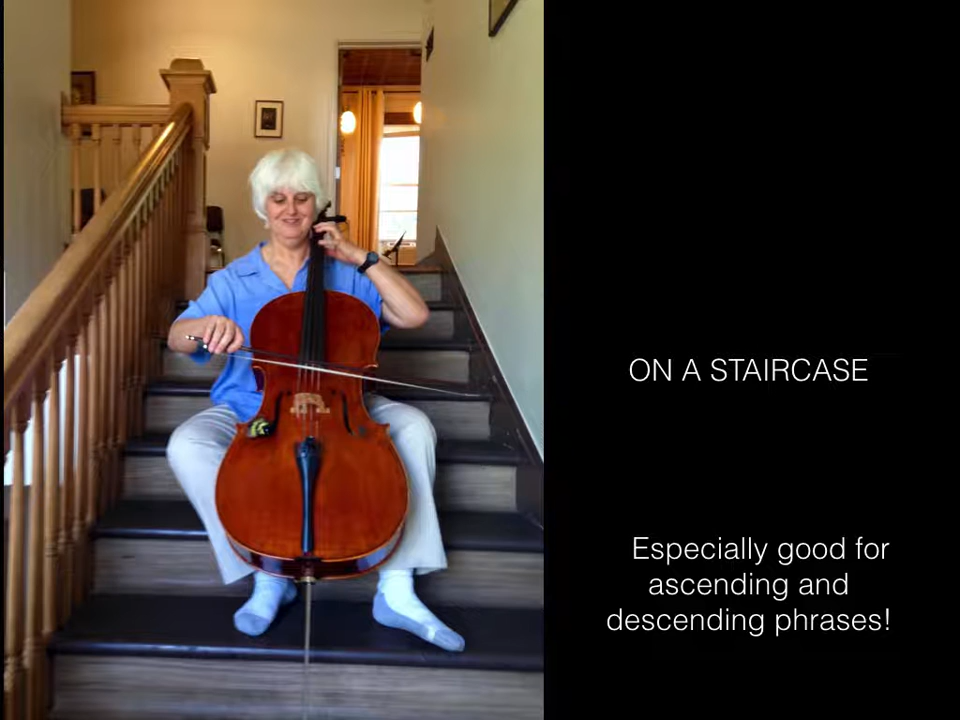 ON A STAIRCASE
Especially good for
ascending and
descending phrases!